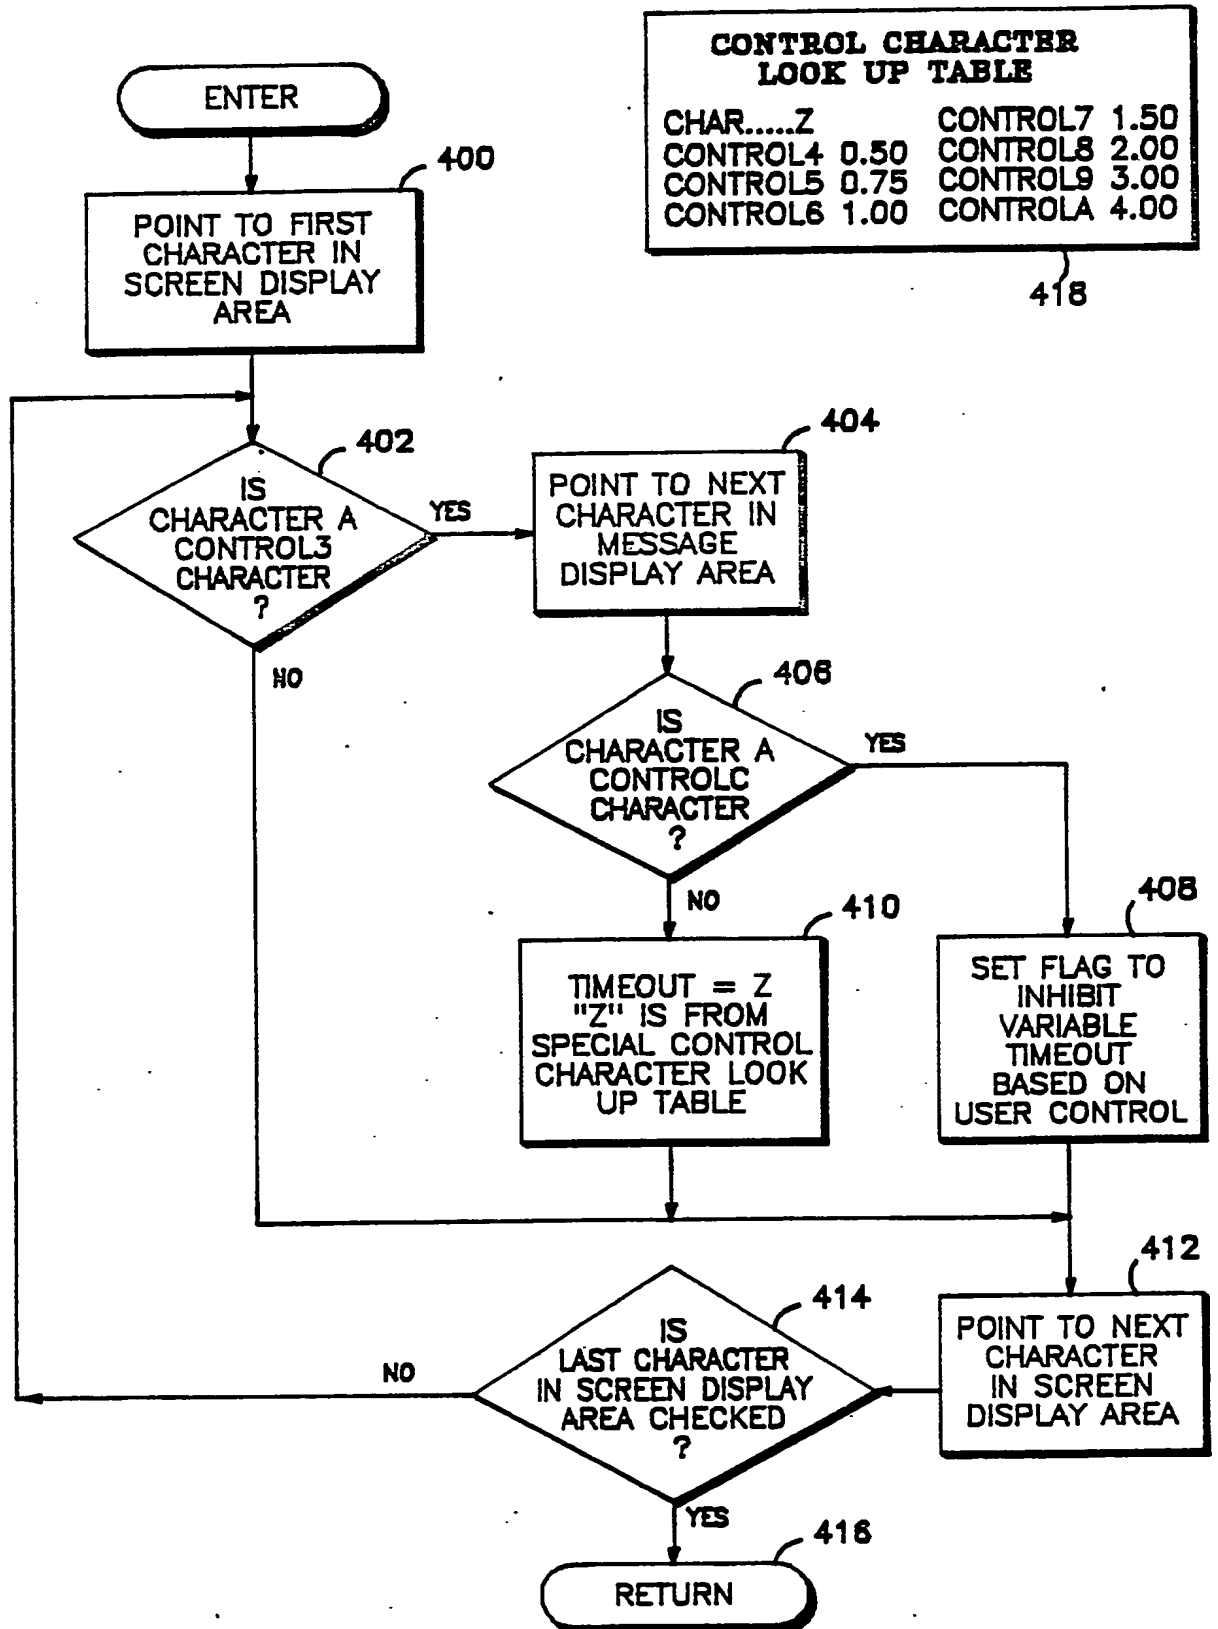 CONTROL CHARACTER
LOOK UP TABLE
CHAR.....Z
CONTROL4 0.50
CONTROL5 0.75
CONTROL6 1.00
CONTROL7 1.50
CONTROL8 2.00
CONTROL9 3.00
CONTROLA 4.00
418
ENTER
400
POINT TO FIRST
CHARACTER IN
SCREEN DISPLAY
AREA
402
IS
CHARACTER A
CONTROL3
CHARACTER
?
YES
NO
404
POINT TO NEXT
CHARACTER IN
MESSAGE
DISPLAY AREA
406
IS
CHARACTER A
CONTROLC
CHARACTER
?
YES
NO
410
TIMEOUT = Z
"Z" IS FROM
SPECIAL CONTROL
CHARACTER LOOK
UP TABLE
408
SET FLAG TO
INHIBIT
VARIABLE
TIMEOUT
BASED ON
USER CONTROL
412
POINT TO NEXT
CHARACTER
IN SCREEN
DISPLAY AREA
414
IS
LAST CHARACTER
IN SCREEN DISPLAY
AREA CHECKED
?
NO
YES
416
RETURN